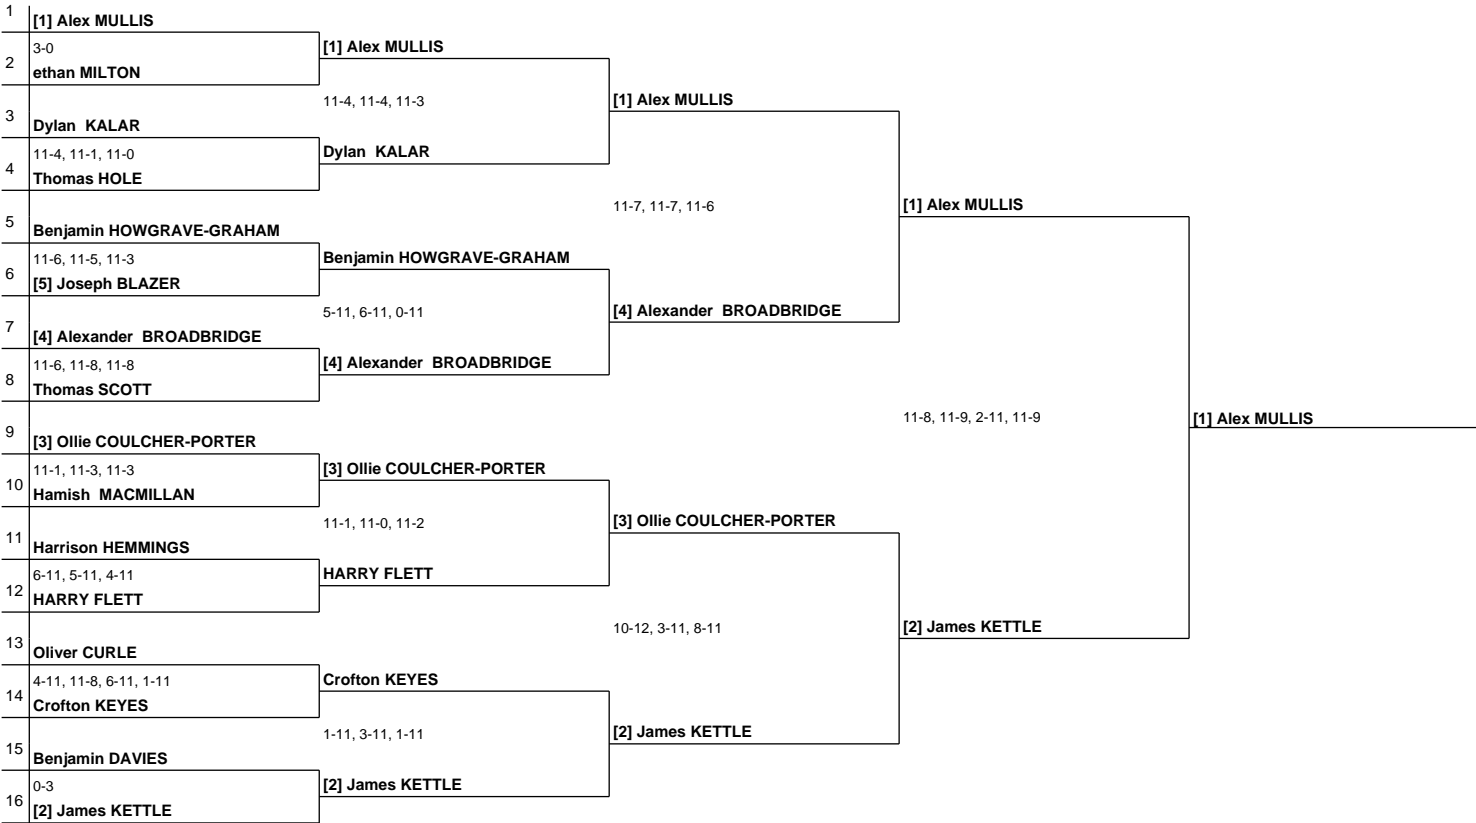 1
[1] Alex MULLIS
3-0
[1] Alex MULLIS
2
ethan MILTON
11-4, 11-4, 11-3
[1] Alex MULLIS
3
Dylan  KALAR
11-4, 11-1, 11-0
Dylan  KALAR
4
Thomas HOLE
11-7, 11-7, 11-6
[1] Alex MULLIS
5
Benjamin HOWGRAVE-GRAHAM
11-6, 11-5, 11-3
Benjamin HOWGRAVE-GRAHAM
6
[5] Joseph BLAZER
5-11, 6-11, 0-11
[4] Alexander  BROADBRIDGE
7
[4] Alexander  BROADBRIDGE
11-6, 11-8, 11-8
[4] Alexander  BROADBRIDGE
8
Thomas SCOTT
11-8, 11-9, 2-11, 11-9
[1] Alex MULLIS
9
[3] Ollie COULCHER-PORTER
11-1, 11-3, 11-3
[3] Ollie COULCHER-PORTER
10
Hamish  MACMILLAN
11-1, 11-0, 11-2
[3] Ollie COULCHER-PORTER
11
Harrison HEMMINGS
6-11, 5-11, 4-11
HARRY FLETT
12
HARRY FLETT
10-12, 3-11, 8-11
[2] James KETTLE
13
Oliver CURLE
4-11, 11-8, 6-11, 1-11
Crofton KEYES
14
Crofton KEYES
1-11, 3-11, 1-11
[2] James KETTLE
15
Benjamin DAVIES
0-3
[2] James KETTLE
16
[2] James KETTLE